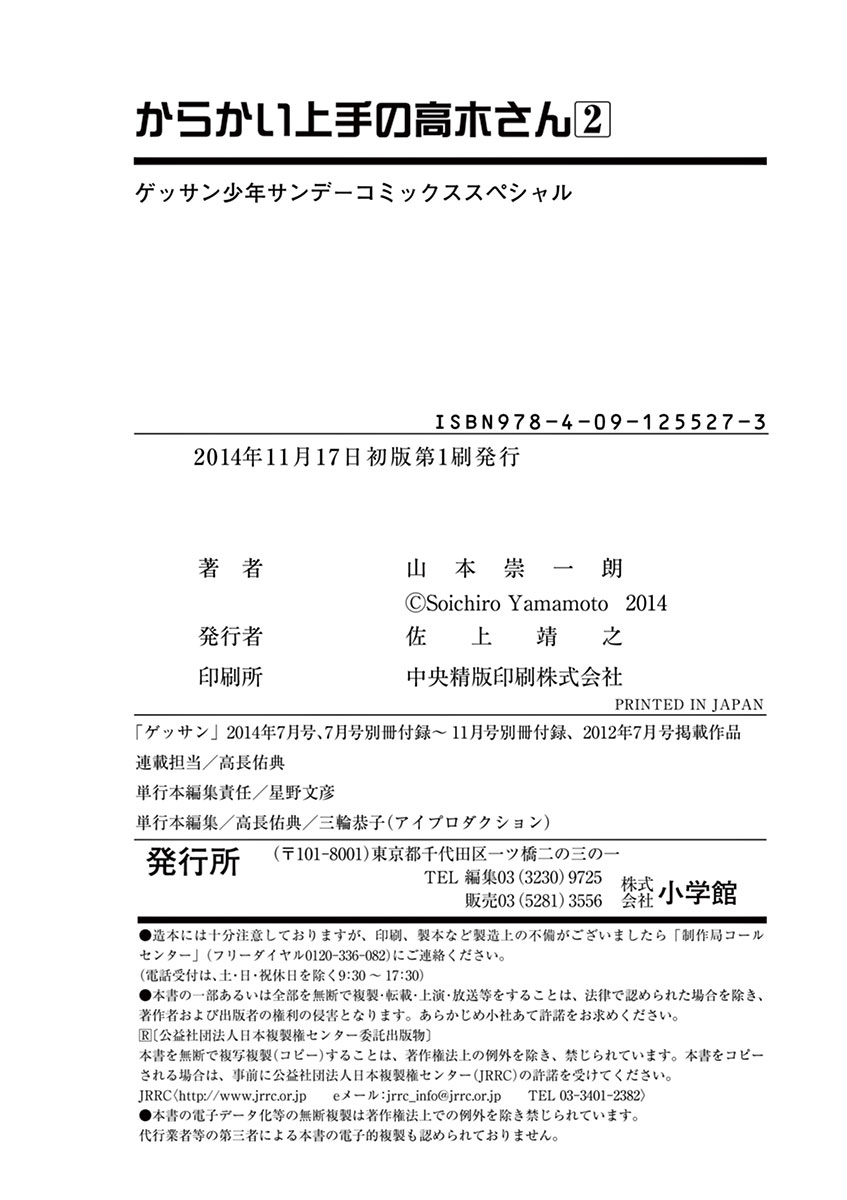 からかい上手の高木さん2
ゲッサン少年サンデーコミックススペシャル
ISBN978-4-09-125527-3
2014年11月17日初版第1刷発行
著者 山本崇一朗
©Soichiro Yamamoto 2014
発行者 佐上靖之
印刷所 中央精版印刷株式会社
PRINTED IN JAPAN
「ゲッサン」2014年7月号、7月号別冊付録〜11月号別冊付録、2012年7月号掲載作品
連載担当／高長佑典
単行本編集責任／星野文彦
単行本編集／高長佑典／三輪恭子（アイプロダクション）
発行所 （〒101-8001）東京都千代田区一ツ橋二の三の一
TEL 編集03（3230）9725
販売03（5281）3556 株式会社 小学館
●造本には十分注意しておりますが、印刷、製本など製造上の不備がございましたら「制作局コール
センター」（フリーダイヤル0120-336-082）にご連絡ください。
（電話受付は、土・日・祝休日を除く9:30〜17:30）
●本書の一部あるいは全部を無断で複製・転載・上演・放送等をすることは、法律で認められた場合を除き、
著作者および出版者の権利の侵害となります。あらかじめ小社あて許諾をお求めください。
Ⓡ〔公益社団法人日本複製権センター委託出版物〕
本書を無断で複写複製（コピー）することは、著作権法上の例外を除き、禁じられています。本書をコピー
される場合は、事前に公益社団法人日本複製権センター（JRRC）の許諾を受けてください。
JRRC〈http://www.jrrc.or.jp eメール：jrrc_info@jrrc.or.jp TEL 03-3401-2382〉
●本書の電子データ化等の無断複製は著作権法上での例外を除き禁じられています。
代行業者等の第三者による本書の電子的複製も認められておりません。